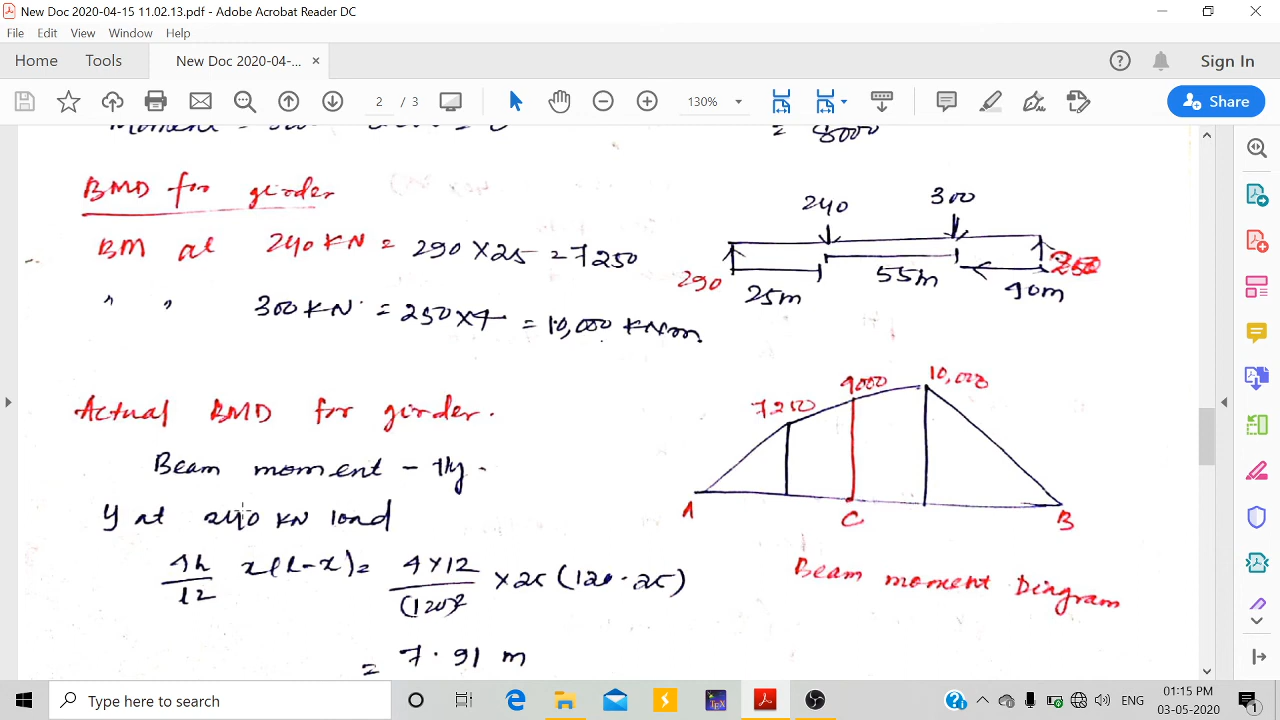 New Doc 2020-04-15 11.02.13.pdf - Adobe Acrobat Reader DC
File Edit View Window Help
Home Tools New Doc 2020-04-... × Sign In
2 / 3 130% Share
Moment =
= 8000
BMD for girder
BM at 240 KN = 290 × 25 = 7250
" " 300 KN = 250 × 4 = 10,000 KNm
240 300
290 25m 55m 40m 250
Actual BMD for girder.
Beam moment - Hy.
Y at 240 KN load
4h/l2 x(l-x) = 4×12/(120)2 × 25 (120-25)
= 7.91 m
7250 9000 10,000
A C B
Beam moment Diagram
Type here to search
ENG 01:15 PM
03-05-2020